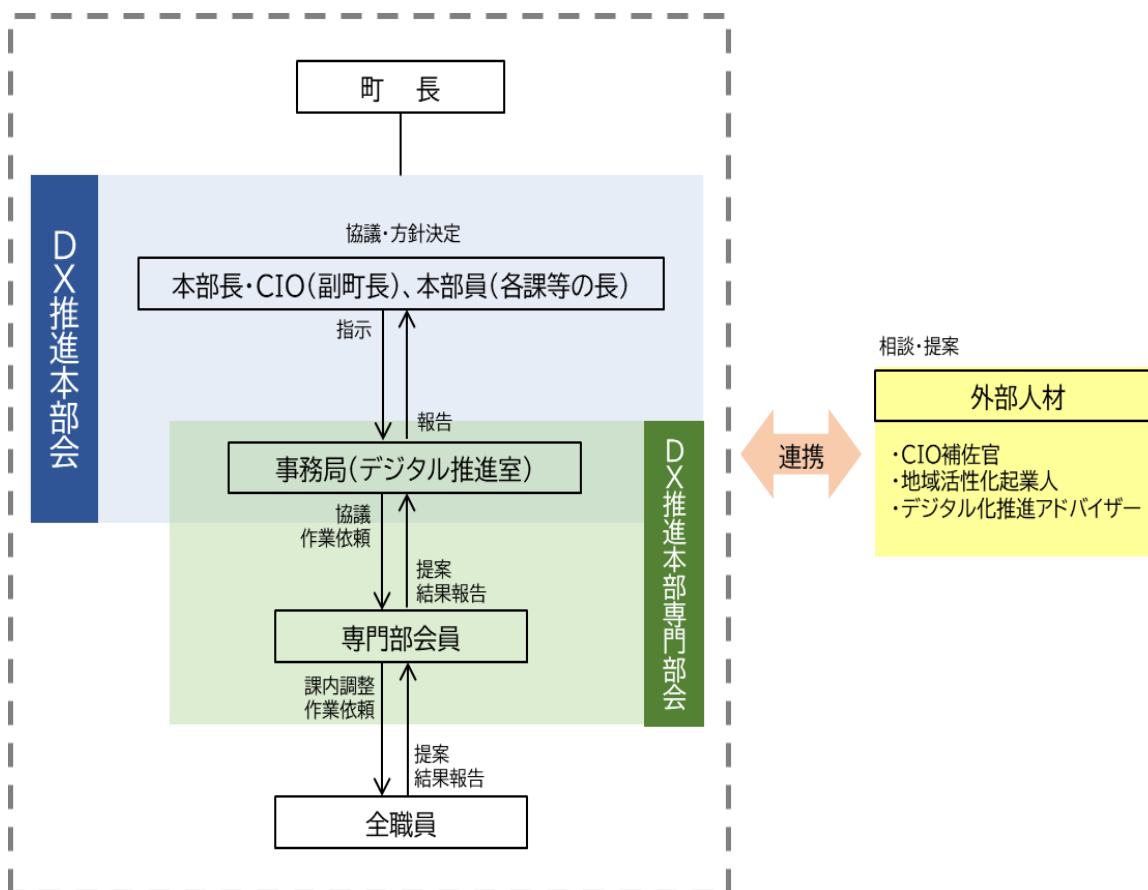 町　長
DX推進本部会
協議・方針決定
本部長・CIO(副町長)、本部員(各課等の長)
指示
報告
事務局(デジタル推進室)
DX推進本部専門部会
協議
作業依頼
提案
結果報告
専門部会員
課内調整
作業依頼
提案
結果報告
全職員
連携
相談・提案
外部人材
・CIO補佐官
・地域活性化起業人
・デジタル化推進アドバイザー